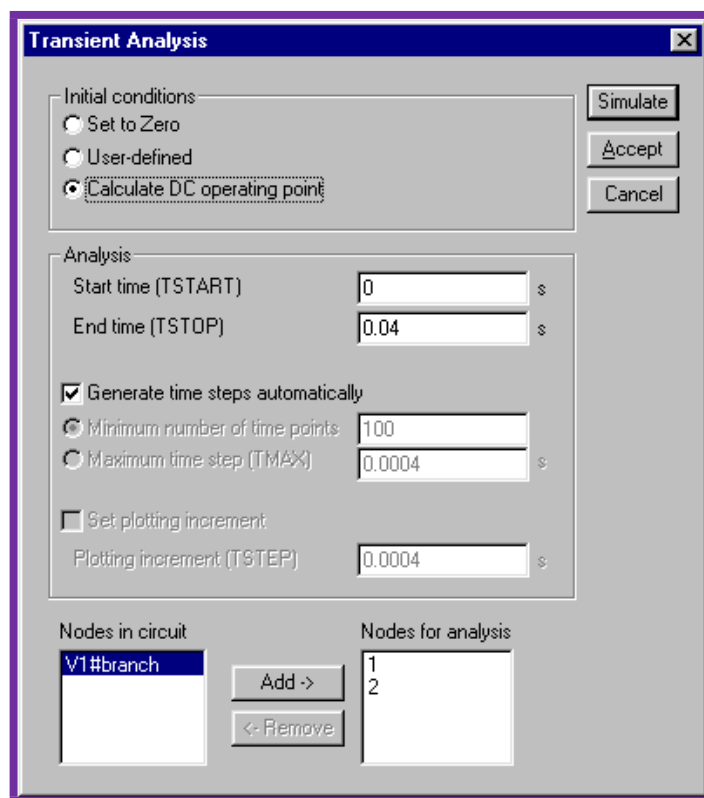 Transient Analysis
Initial conditions
Set to Zero
User-defined
Calculate DC operating point
Simulate
Accept
Cancel
Analysis
Start time (TSTART) 0 s
End time (TSTOP) 0.04 s
Generate time steps automatically
Minimum number of time points 100
Maximum time step (TMAX) 0.0004 s
Set plotting increment
Plotting increment (TSTEP) 0.0004 s
Nodes in circuit
V1#branch
Add ->
<- Remove
Nodes for analysis
1
2